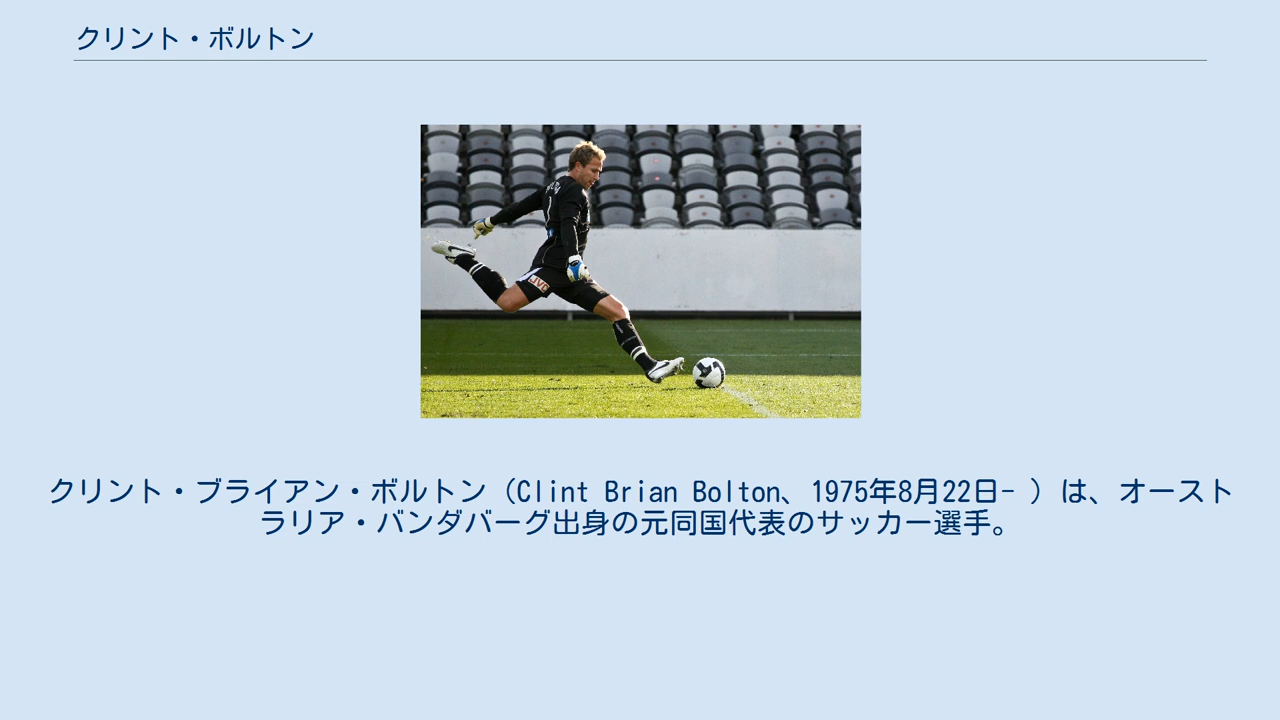 クリント・ボルトン
JVC
クリント・ブライアン・ボルトン（Clint Brian Bolton、1975年8月22日- ）は、オースト
ラリア・バンダバーグ出身の元同国代表のサッカー選手。